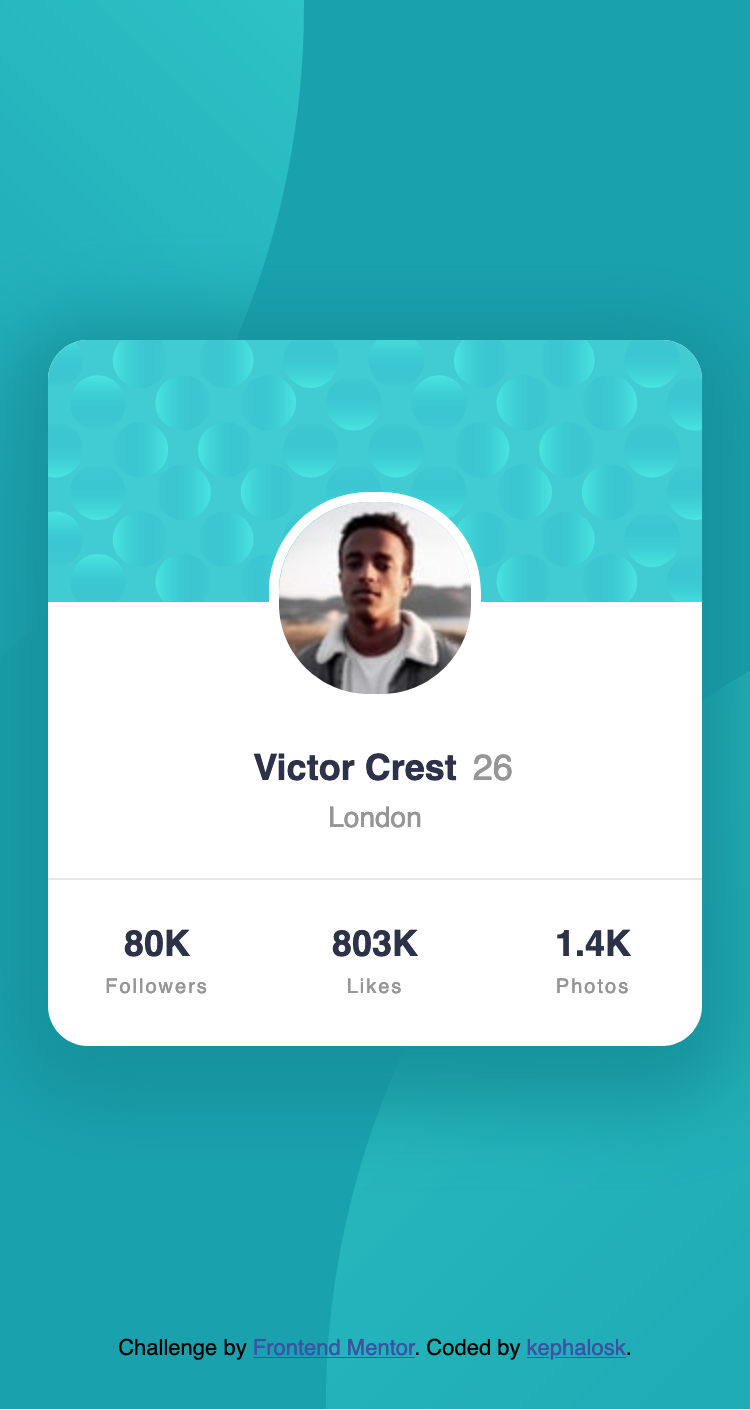 Victor Crest 26
London
80K 803K 1.4K
Followers Likes Photos
Challenge by Frontend Mentor. Coded by kephalosk.